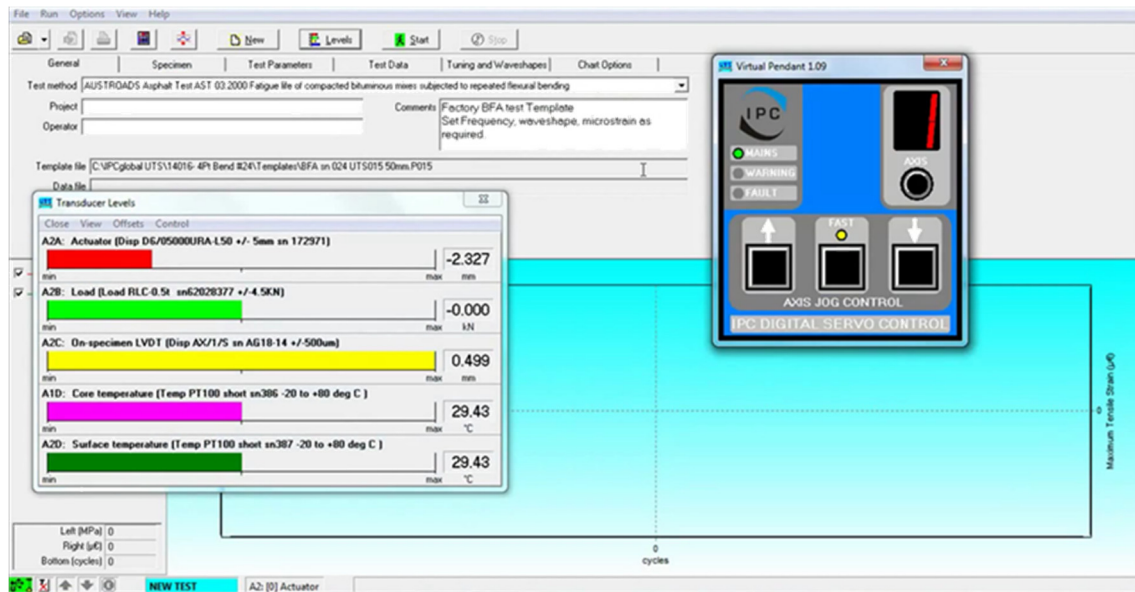 File Run Options View Help
New Levels Start Stop
General Specimen Test Parameters Test Data Tuning and Waveshapes Chart Options
Test method AUSTROADS Asphalt Test AST 03:2000 Fatigue life of compacted bituminous mixes subjected to repeated flexural bending
Project
Comments Factory BFA test Template
Set Frequency, waveshape, microstrain as
required.
Operator
Template file C:\IPCglobal UTS\14016- 4Pt Bend #24\Templates\BFA sn 024 UTS015 50mm.P015
Data file
Transducer Levels
Close View Offsets Control
A2A: Actuator (Disp D6/05000URA-L50 +/- 5mm sn 172971)
-2.327
min max mm
A2B: Load (Load RLC-0.5t sn62028377 +/-4.5KN)
-0.000
min max kN
A2C: On-specimen LVDT (Disp AX/1/S sn AG18-14 +/-500um)
0.499
min max mm
A1D: Core temperature (Temp PT100 short sn386 -20 to +80 deg C )
29.43
min max °C
A2D: Surface temperature (Temp PT100 short sn387 -20 to +80 deg C )
29.43
min max °C
Virtual Pendant 1.09
IPC
MAINS
WARNING
FAULT
1
AXIS
FAST
AXIS JOG CONTROL
IPC DIGITAL SERVO CONTROL
0
Maximum Tensile Strain (µ€)
0
cycles
Left (MPa) 0
Right (µ€) 0
Bottom (cycles) 0
NEW TEST A2: [0] Actuator